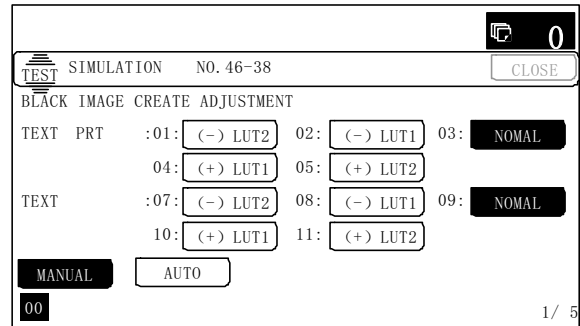 0
TEST SIMULATION NO. 46-38 CLOSE
BLACK IMAGE CREATE ADJUSTMENT
TEXT PRT :01: (-) LUT2 02: (-) LUT1 03: NOMAL
04: (+) LUT1 05: (+) LUT2
TEXT :07: (-) LUT2 08: (-) LUT1 09: NOMAL
10: (+) LUT1 11: (+) LUT2
MANUAL AUTO
00 1/ 5